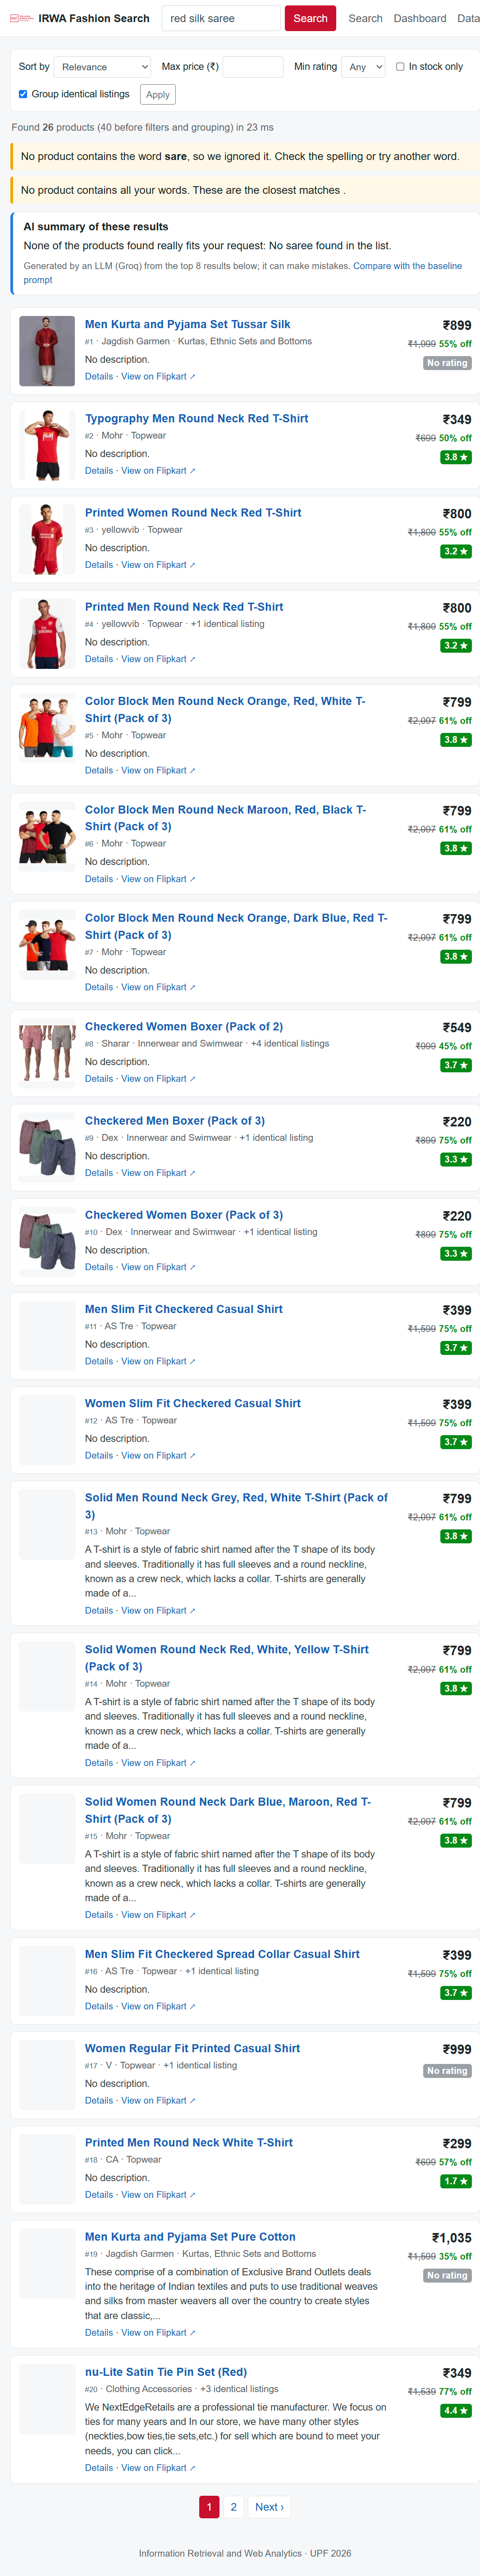 IRWA Fashion Search red silk saree Search Search Dashboard Data
Sort by Relevance Max price (₹) Min rating Any In stock only
Group identical listings Apply
Found 26 products (40 before filters and grouping) in 23 ms
No product contains the word sare, so we ignored it. Check the spelling or try another word.
No product contains all your words. These are the closest matches .
AI summary of these results
None of the products found really fits your request: No saree found in the list.
Generated by an LLM (Groq) from the top 8 results below; it can make mistakes. Compare with the baseline
prompt
Men Kurta and Pyjama Set Tussar Silk ₹899
#1 · Jagdish Garmen · Kurtas, Ethnic Sets and Bottoms ₹1,999 55% off
No description. No rating
Details · View on Flipkart ↗
Typography Men Round Neck Red T-Shirt ₹349
#2 · Mohr · Topwear ₹699 50% off
No description. 3.8 ★
Details · View on Flipkart ↗
Printed Women Round Neck Red T-Shirt ₹800
#3 · yellowvib · Topwear ₹1,800 55% off
No description. 3.2 ★
Details · View on Flipkart ↗
Printed Men Round Neck Red T-Shirt ₹800
#4 · yellowvib · Topwear · +1 identical listing ₹1,800 55% off
No description. 3.2 ★
Details · View on Flipkart ↗
Color Block Men Round Neck Orange, Red, White T- ₹799
Shirt (Pack of 3) ₹2,097 61% off
#5 · Mohr · Topwear 3.8 ★
No description.
Details · View on Flipkart ↗
Color Block Men Round Neck Maroon, Red, Black T- ₹799
Shirt (Pack of 3) ₹2,097 61% off
#6 · Mohr · Topwear 3.8 ★
No description.
Details · View on Flipkart ↗
Color Block Men Round Neck Orange, Dark Blue, Red T- ₹799
Shirt (Pack of 3) ₹2,097 61% off
#7 · Mohr · Topwear 3.8 ★
No description.
Details · View on Flipkart ↗
Checkered Women Boxer (Pack of 2) ₹549
#8 · Sharar · Innerwear and Swimwear · +4 identical listings ₹999 45% off
No description. 3.7 ★
Details · View on Flipkart ↗
Checkered Men Boxer (Pack of 3) ₹220
#9 · Dex · Innerwear and Swimwear · +1 identical listing ₹899 75% off
No description. 3.3 ★
Details · View on Flipkart ↗
Checkered Women Boxer (Pack of 3) ₹220
#10 · Dex · Innerwear and Swimwear · +1 identical listing ₹899 75% off
No description. 3.3 ★
Details · View on Flipkart ↗
Men Slim Fit Checkered Casual Shirt ₹399
#11 · AS Tre · Topwear ₹1,599 75% off
No description. 3.7 ★
Details · View on Flipkart ↗
Women Slim Fit Checkered Casual Shirt ₹399
#12 · AS Tre · Topwear ₹1,599 75% off
No description. 3.7 ★
Details · View on Flipkart ↗
Solid Men Round Neck Grey, Red, White T-Shirt (Pack of ₹799
3) ₹2,097 61% off
#13 · Mohr · Topwear 3.8 ★
A T-shirt is a style of fabric shirt named after the T shape of its body
and sleeves. Traditionally it has full sleeves and a round neckline,
known as a crew neck, which lacks a collar. T-shirts are generally
made of a...
Details · View on Flipkart ↗
Solid Women Round Neck Red, White, Yellow T-Shirt ₹799
(Pack of 3) ₹2,097 61% off
#14 · Mohr · Topwear 3.8 ★
A T-shirt is a style of fabric shirt named after the T shape of its body
and sleeves. Traditionally it has full sleeves and a round neckline,
known as a crew neck, which lacks a collar. T-shirts are generally
made of a...
Details · View on Flipkart ↗
Solid Women Round Neck Dark Blue, Maroon, Red T- ₹799
Shirt (Pack of 3) ₹2,097 61% off
#15 · Mohr · Topwear 3.8 ★
A T-shirt is a style of fabric shirt named after the T shape of its body
and sleeves. Traditionally it has full sleeves and a round neckline,
known as a crew neck, which lacks a collar. T-shirts are generally
made of a...
Details · View on Flipkart ↗
Men Slim Fit Checkered Spread Collar Casual Shirt ₹399
#16 · AS Tre · Topwear · +1 identical listing ₹1,599 75% off
No description. 3.7 ★
Details · View on Flipkart ↗
Women Regular Fit Printed Casual Shirt ₹999
#17 · V · Topwear · +1 identical listing No rating
No description.
Details · View on Flipkart ↗
Printed Men Round Neck White T-Shirt ₹299
#18 · CA · Topwear ₹699 57% off
No description. 1.7 ★
Details · View on Flipkart ↗
Men Kurta and Pyjama Set Pure Cotton ₹1,035
#19 · Jagdish Garmen · Kurtas, Ethnic Sets and Bottoms ₹1,599 35% off
These comprise of a combination of Exclusive Brand Outlets deals No rating
into the heritage of Indian textiles and puts to use traditional weaves
and silks from master weavers all over the country to create styles
that are classic,...
Details · View on Flipkart ↗
nu-Lite Satin Tie Pin Set (Red) ₹349
#20 · Clothing Accessories · +3 identical listings ₹1,539 77% off
We NextEdgeRetails are a professional tie manufacturer. We focus on 4.4 ★
ties for many years and In our store, we have many other styles
(neckties,bow ties,tie sets,etc.) for sell which are bound to meet your
needs, you can click...
Details · View on Flipkart ↗
1 2 Next ›
Information Retrieval and Web Analytics · UPF 2026